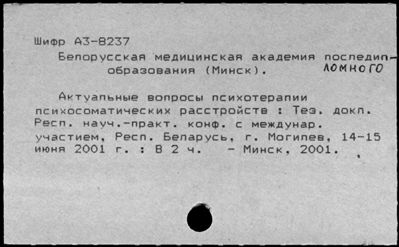 Шифр А3-8237
Белорусская медицинская академия последип-
ломного
образования (Минск).
Актуальные вопросы психотерапии
психосоматических расстройств : Тез. докл.
Респ. науч.-практ. конф. с междунар.
участием, Респ. Беларусь, г. Могилев, 14-15
июня 2001 г. : В 2 ч. - Минск, 2001.